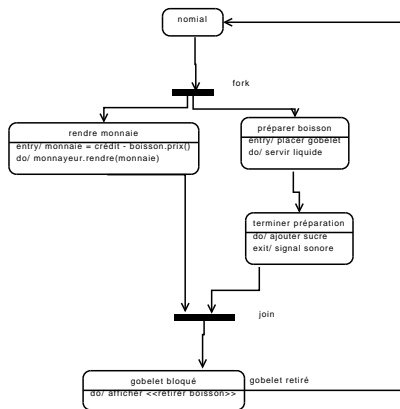 nomial
fork
rendre monnaie
entry/ monnaie = crédit - boisson.prix()
do/ monnayeur.rendre(monnaie)
préparer boisson
entry/ placer gobelet
do/ servir liquide
terminer préparation
do/ ajouter sucre
exit/ signal sonore
join
gobelet bloqué
do/ afficher <<retirer boisson>>
gobelet retiré